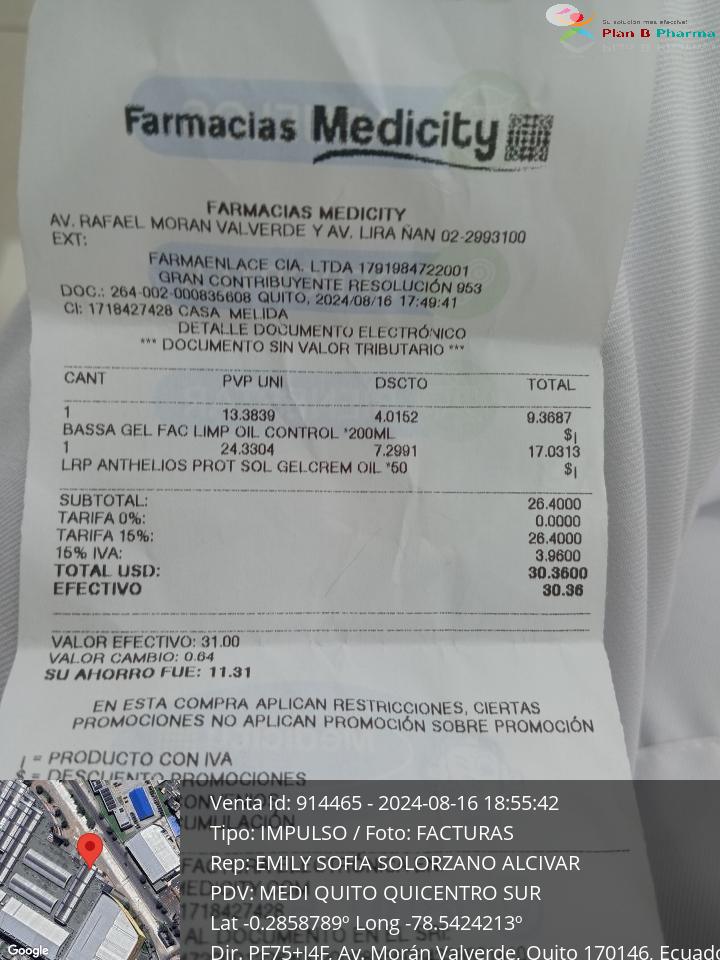 Su solución más efectiva!
Plan B Pharma
Farmacias Medicity
FARMACIAS MEDICITY
AV. RAFAEL MORAN VALVERDE Y AV. LIRA ÑAN 02-2993100
EXT:
FARMAENLACE CIA. LTDA 1791984722001
GRAN CONTRIBUYENTE RESOLUCIÓN 953
DOC.: 264-002-000835608 QUITO, 2024/08/16 17:49:41
CI: 1718427428 CASA MELIDA
DETALLE DOCUMENTO ELECTRÓNICO
*** DOCUMENTO SIN VALOR TRIBUTARIO ***
CANT PVP UNI DSCTO TOTAL
1 13.3839 4.0152 9.3687
BASSA GEL FAC LIMP OIL CONTROL *200ML $¡
1 24.3304 7.2991 17.0313
LRP ANTHELIOS PROT SOL GELCREM OIL *50 $¡
SUBTOTAL: 26.4000
TARIFA 0%: 0.0000
TARIFA 15%: 26.4000
15% IVA: 3.9600
TOTAL USD: 30.3600
EFECTIVO 30.36
VALOR EFECTIVO: 31.00
VALOR CAMBIO: 0.64
SU AHORRO FUE: 11.31
EN ESTA COMPRA APLICAN RESTRICCIONES, CIERTAS
PROMOCIONES NO APLICAN PROMOCIÓN SOBRE PROMOCIÓN
¡ = PRODUCTO CON IVA
$ = DESCUENTO PROMOCIONES
Venta Id: 914465 - 2024-08-16 18:55:42
Tipo: IMPULSO / Foto: FACTURAS
Rep: EMILY SOFÍA SOLORZANO ALCIVAR
PDV: MEDI QUITO QUICENTRO SUR
Lat -0.2858789º Long -78.5424213º
Dir. PF75+J4F, Av. Morán Valverde, Quito 170146, Ecuado
Google